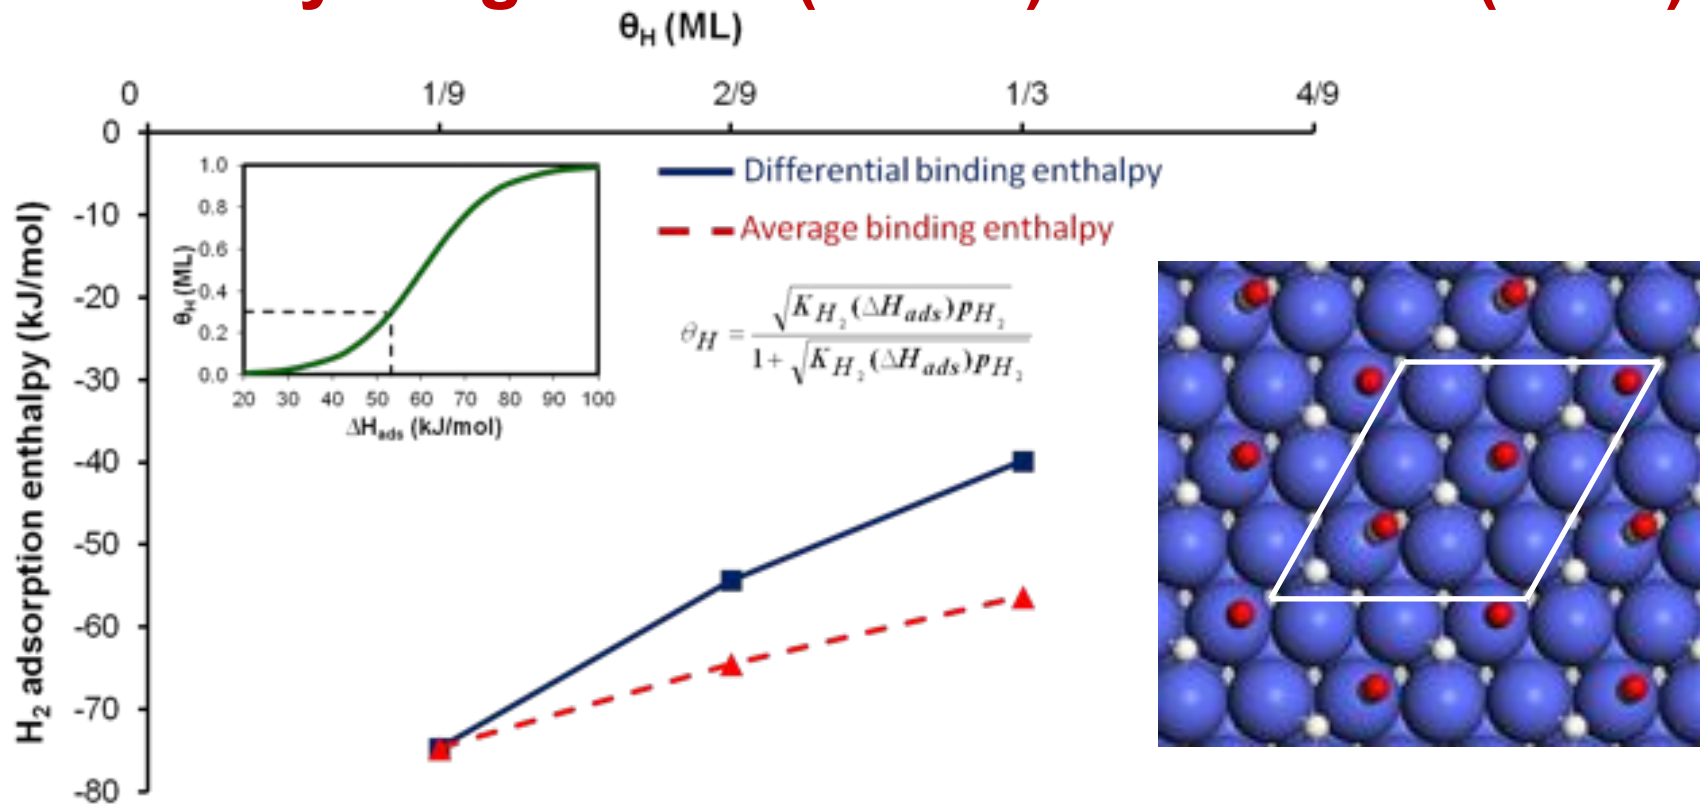 θH (ML)
0 1/9 2/9 1/3 4/9
H2 adsorption enthalpy (kJ/mol)
0
-10
-20
-30
-40
-50
-60
-70
-80
Differential binding enthalpy
Average binding enthalpy
θH (ML)
1.0
0.8
0.6
0.4
0.2
0.0
20 30 40 50 60 70 80 90 100
ΔHads (kJ/mol)
θH = √KH2(ΔHads)pH2 / 1+√KH2(ΔHads)pH2